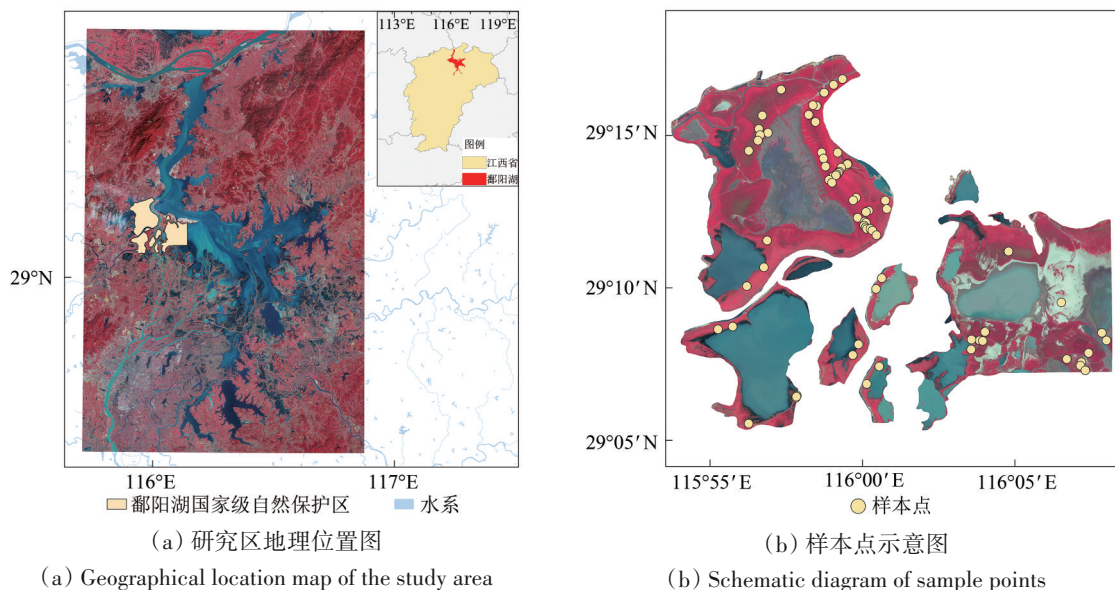 113°E 116°E 119°E
图例
江西省
鄱阳湖
29°N
116°E 117°E
鄱阳湖国家级自然保护区 水系
(a) 研究区地理位置图
(a) Geographical location map of the study area
29°15′N
29°10′N
29°05′N
115°55′E 116°00′E 116°05′E
样本点
(b) 样本点示意图
(b) Schematic diagram of sample points